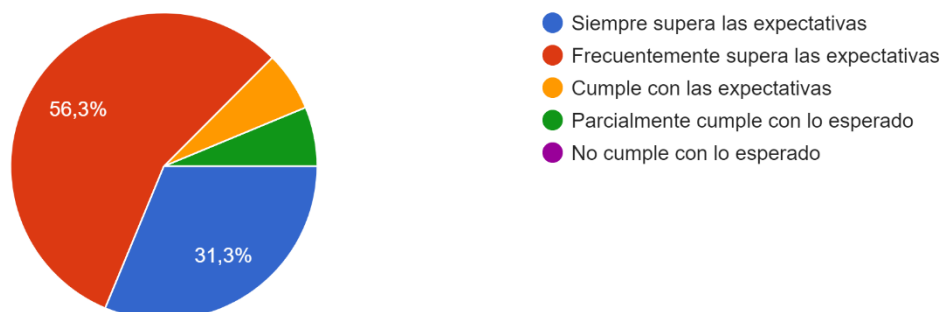 56,3%
31,3%
Siempre supera las expectativas
Frecuentemente supera las expectativas
Cumple con las expectativas
Parcialmente cumple con lo esperado
No cumple con lo esperado